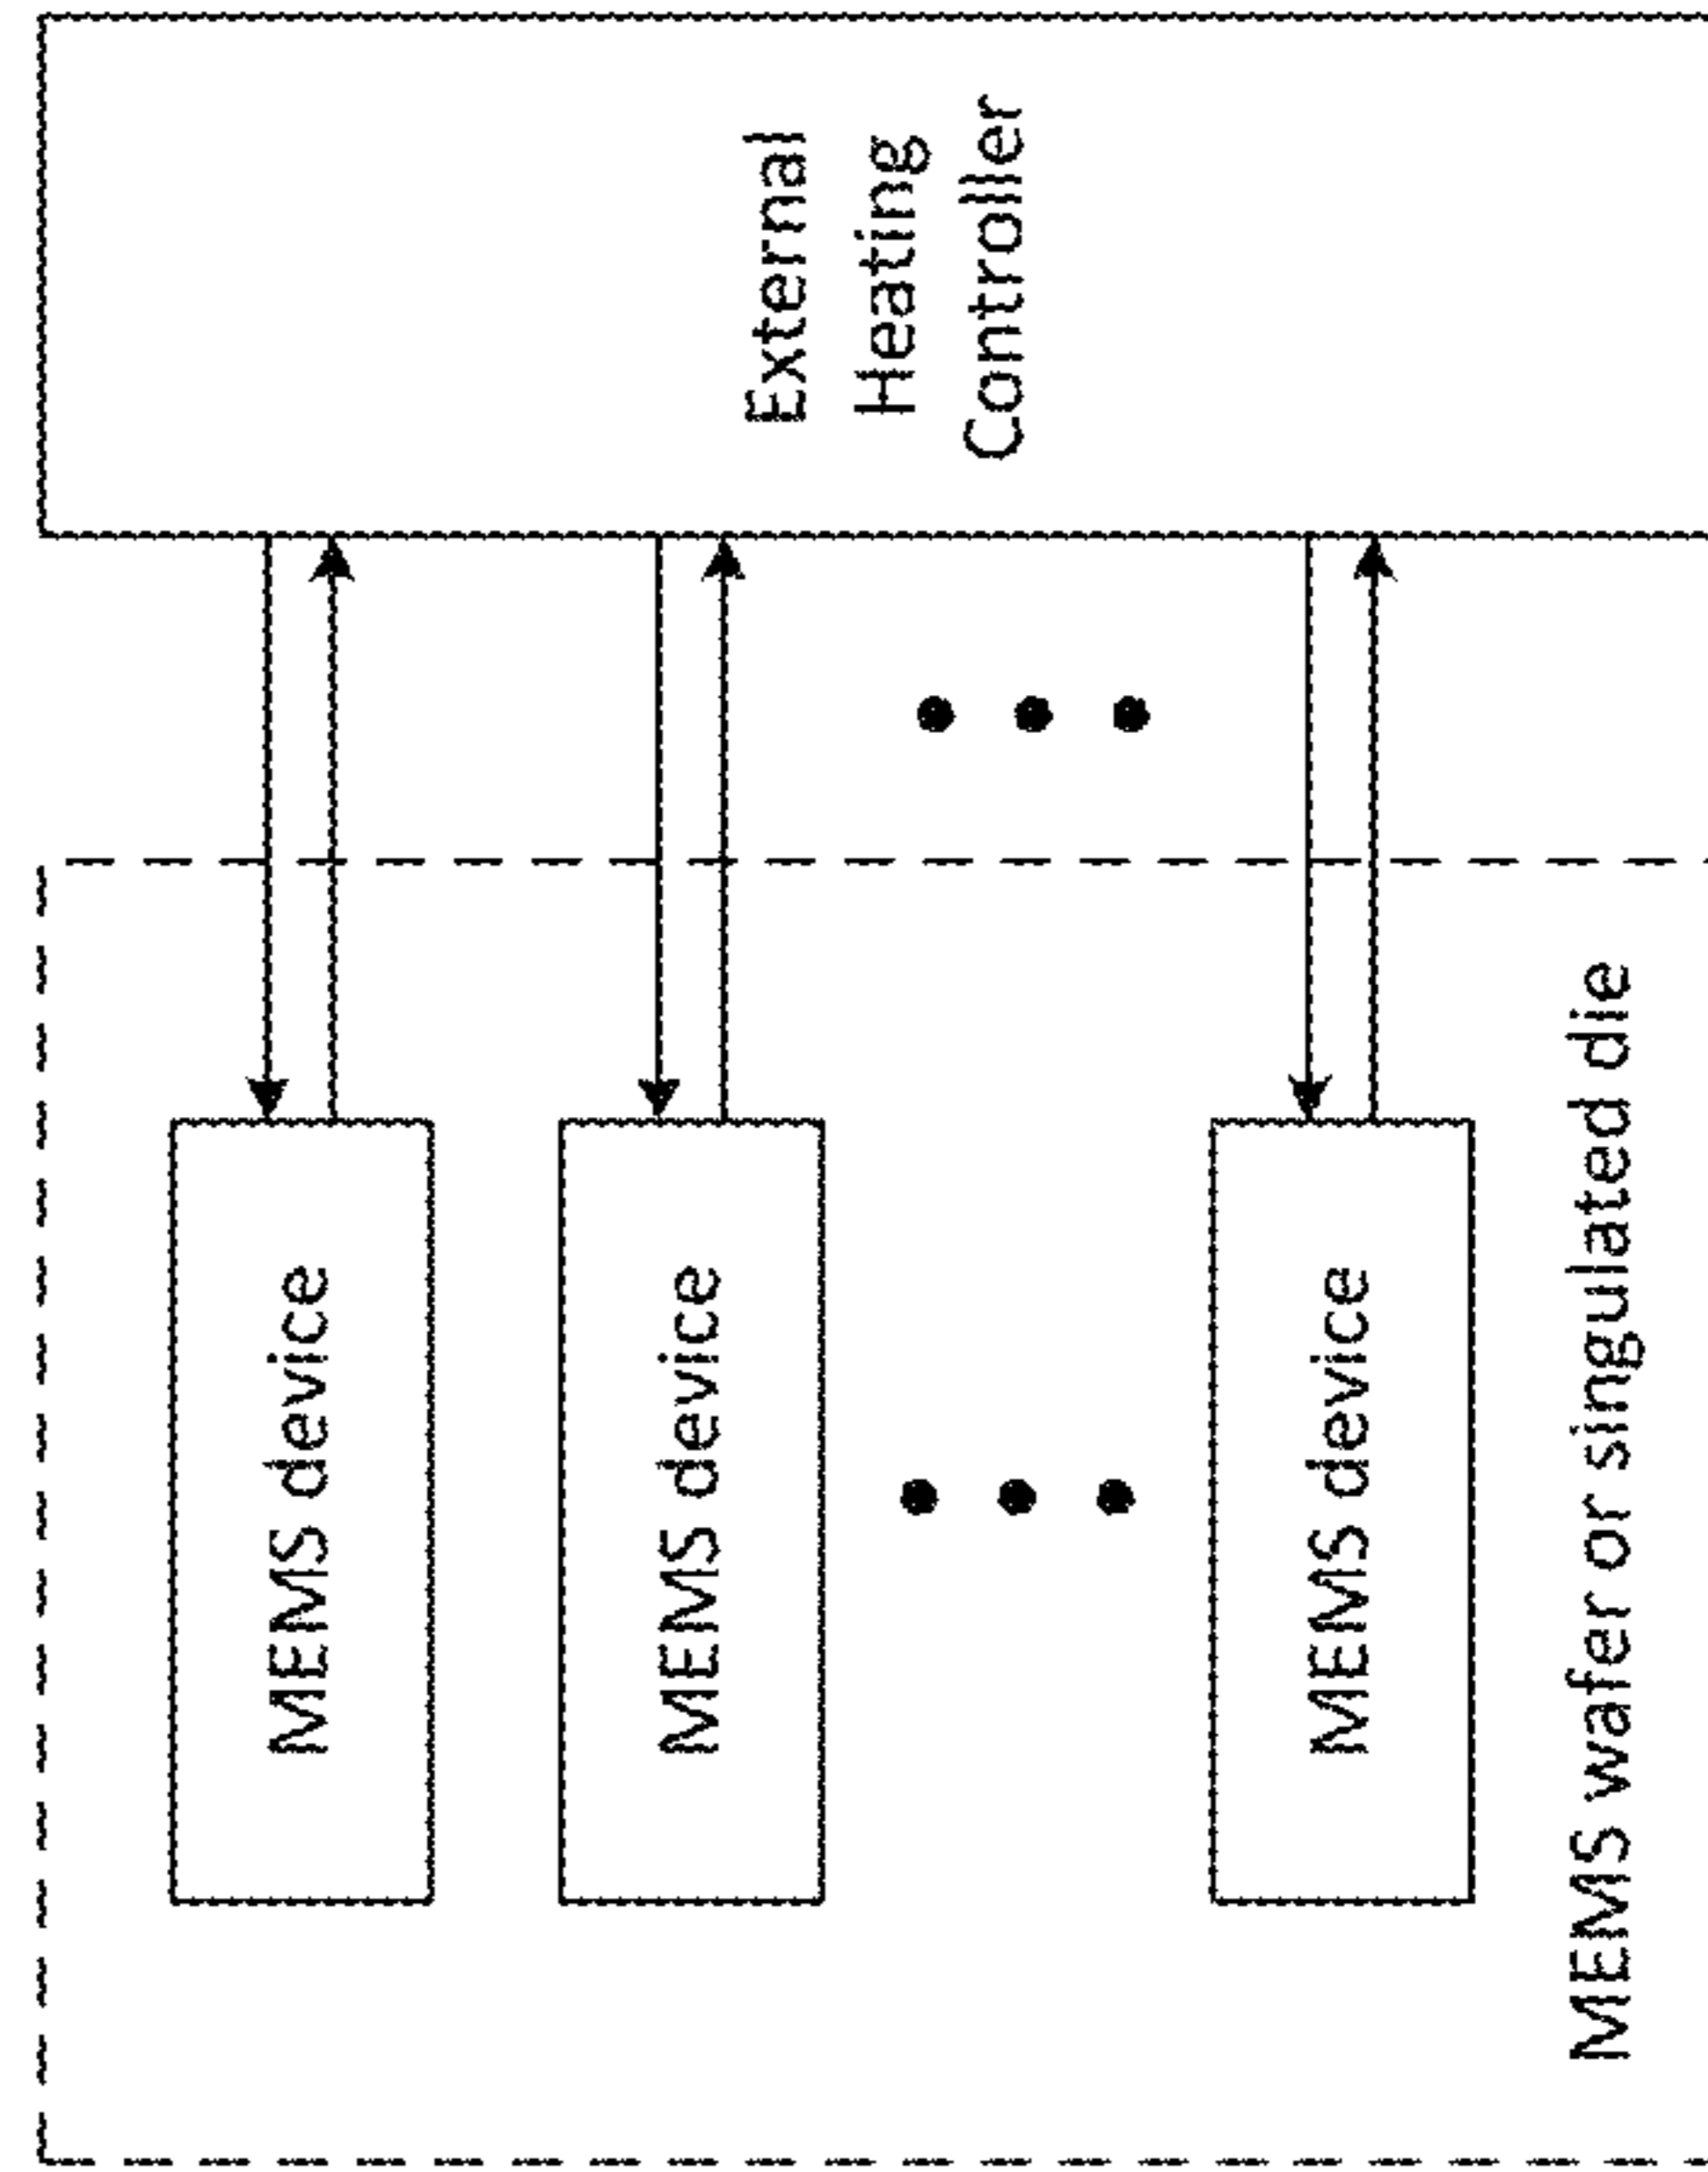 MEMS device
MEMS device
MEMS device
MEMS wafer or singulated die
External
Heating
Controller